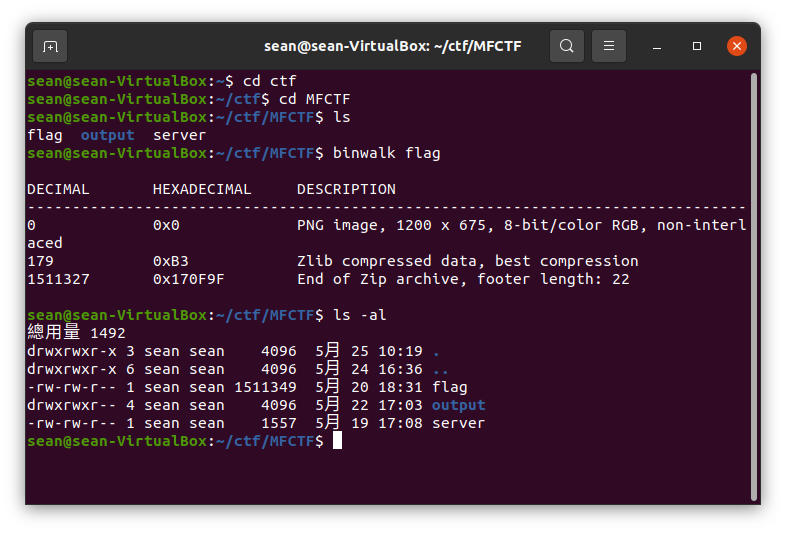 sean@sean-VirtualBox: ~/ctf/MFCTF
sean@sean-VirtualBox:~$ cd ctf
sean@sean-VirtualBox:~/ctf$ cd MFCTF
sean@sean-VirtualBox:~/ctf/MFCTF$ ls
flag  output  server
sean@sean-VirtualBox:~/ctf/MFCTF$ binwalk flag
DECIMAL       HEXADECIMAL     DESCRIPTION
--------------------------------------------------------------------------------
0             0x0             PNG image, 1200 x 675, 8-bit/color RGB, non-interl
aced
179           0xB3            Zlib compressed data, best compression
1511327       0x170F9F        End of Zip archive, footer length: 22
sean@sean-VirtualBox:~/ctf/MFCTF$ ls -al
總用量 1492
drwxrwxr-x 3 sean sean    4096  5月 25 10:19 .
drwxrwxr-x 6 sean sean    4096  5月 24 16:36 ..
-rw-rw-r-- 1 sean sean 1511349  5月 20 18:31 flag
drwxrwxr-- 4 sean sean    4096  5月 22 17:03 output
-rw-rw-r-- 1 sean sean    1557  5月 19 17:08 server
sean@sean-VirtualBox:~/ctf/MFCTF$